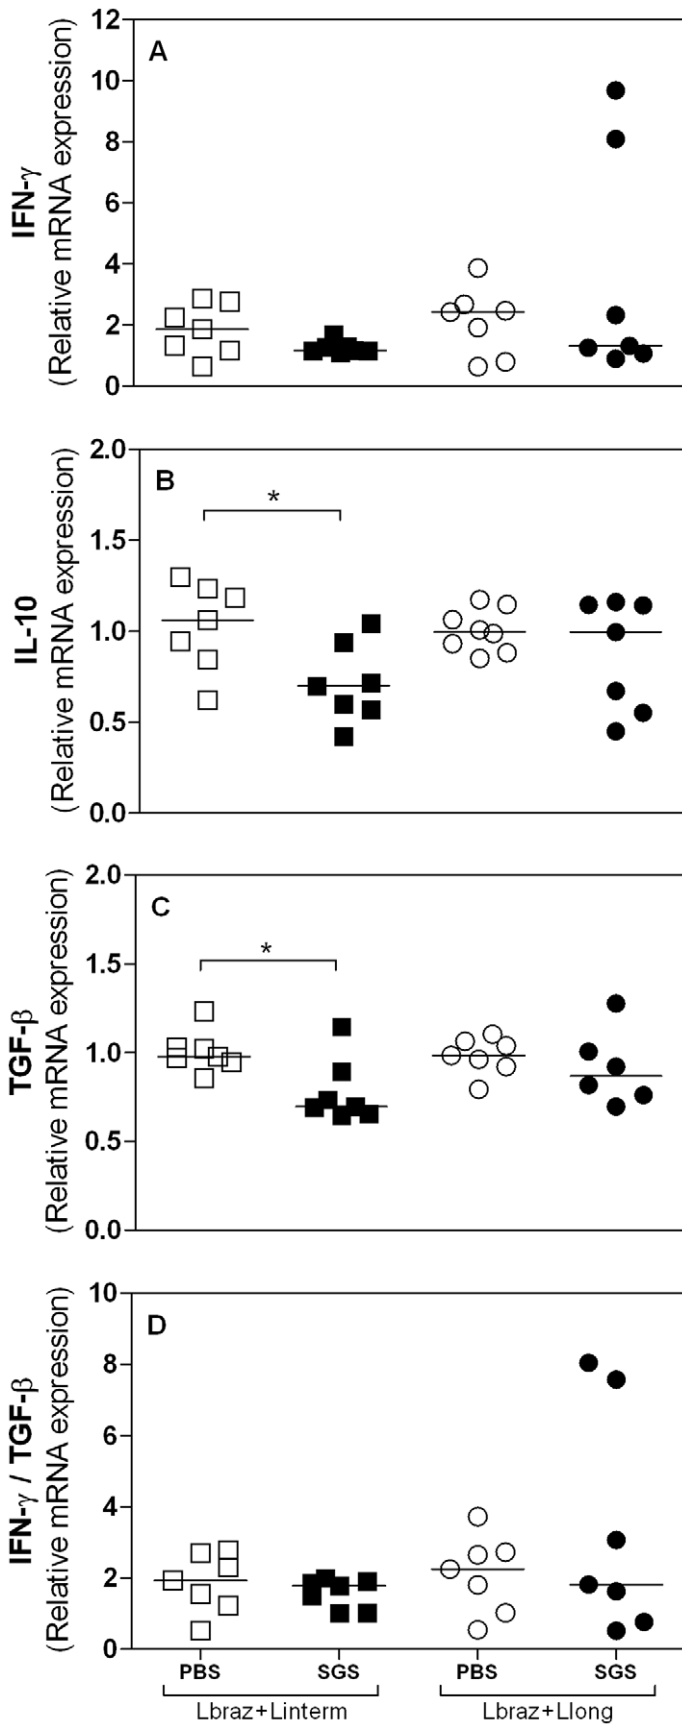 A
IFN-γ
(Relative mRNA expression)
12
10
8
6
4
2
0
B
*
IL-10
(Relative mRNA expression)
2.0
1.5
1.0
0.5
0.0
C
*
TGF-β
(Relative mRNA expression)
2.0
1.5
1.0
0.5
0.0
D
IFN-γ / TGF-β
(Relative mRNA expression)
10
8
6
4
2
0
PBS SGS PBS SGS
Lbraz+Linterm Lbraz+Llong